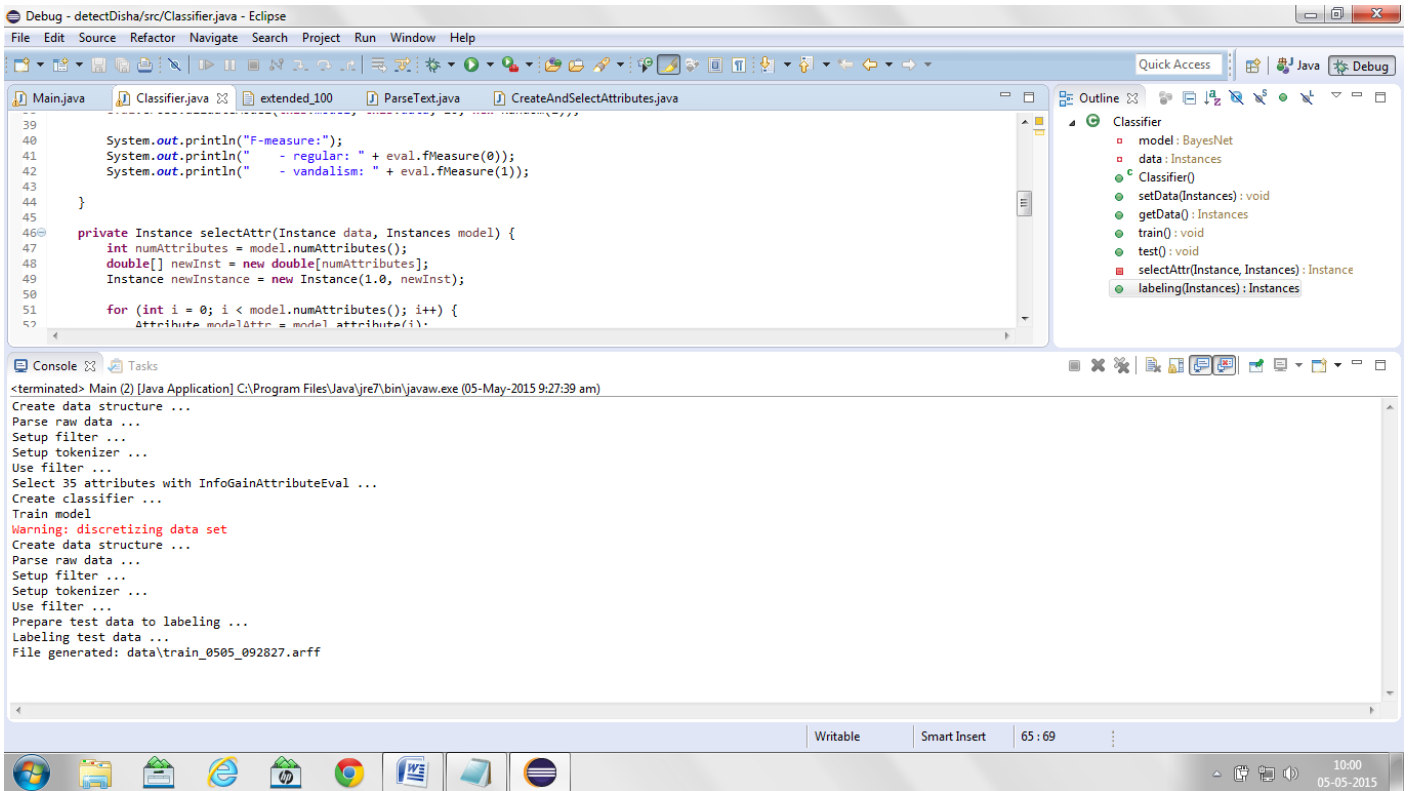 Debug - detectDisha/src/Classifier.java - Eclipse
File Edit Source Refactor Navigate Search Project Run Window Help
Quick Access
Java
Debug
Main.java
Classifier.java
extended_100
ParseText.java
CreateAndSelectAttributes.java
39
40 System.out.println("F-measure:");
41 System.out.println("    - regular: " + eval.fMeasure(0));
42 System.out.println("    - vandalism: " + eval.fMeasure(1));
43
44 }
45
46 private Instance selectAttr(Instance data, Instances model) {
47 int numAttributes = model.numAttributes();
48 double[] newInst = new double[numAttributes];
49 Instance newInstance = new Instance(1.0, newInst);
50
51 for (int i = 0; i < model.numAttributes(); i++) {
52 Attribute modelAttr = model.attribute(i);
Outline
Classifier
model : BayesNet
data : Instances
Classifier()
setData(Instances) : void
getData() : Instances
train() : void
test() : void
selectAttr(Instance, Instances) : Instance
labeling(Instances) : Instances
Console Tasks
<terminated> Main (2) [Java Application] C:\Program Files\Java\jre7\bin\javaw.exe (05-May-2015 9:27:39 am)
Create data structure ...
Parse raw data ...
Setup filter ...
Setup tokenizer ...
Use filter ...
Select 35 attributes with InfoGainAttributeEval ...
Create classifier ...
Train model
Warning: discretizing data set
Create data structure ...
Parse raw data ...
Setup filter ...
Setup tokenizer ...
Use filter ...
Prepare test data to labeling ...
Labeling test data ...
File generated: data\train_0505_092827.arff
Writable
Smart Insert
65 : 69
10:00
05-05-2015